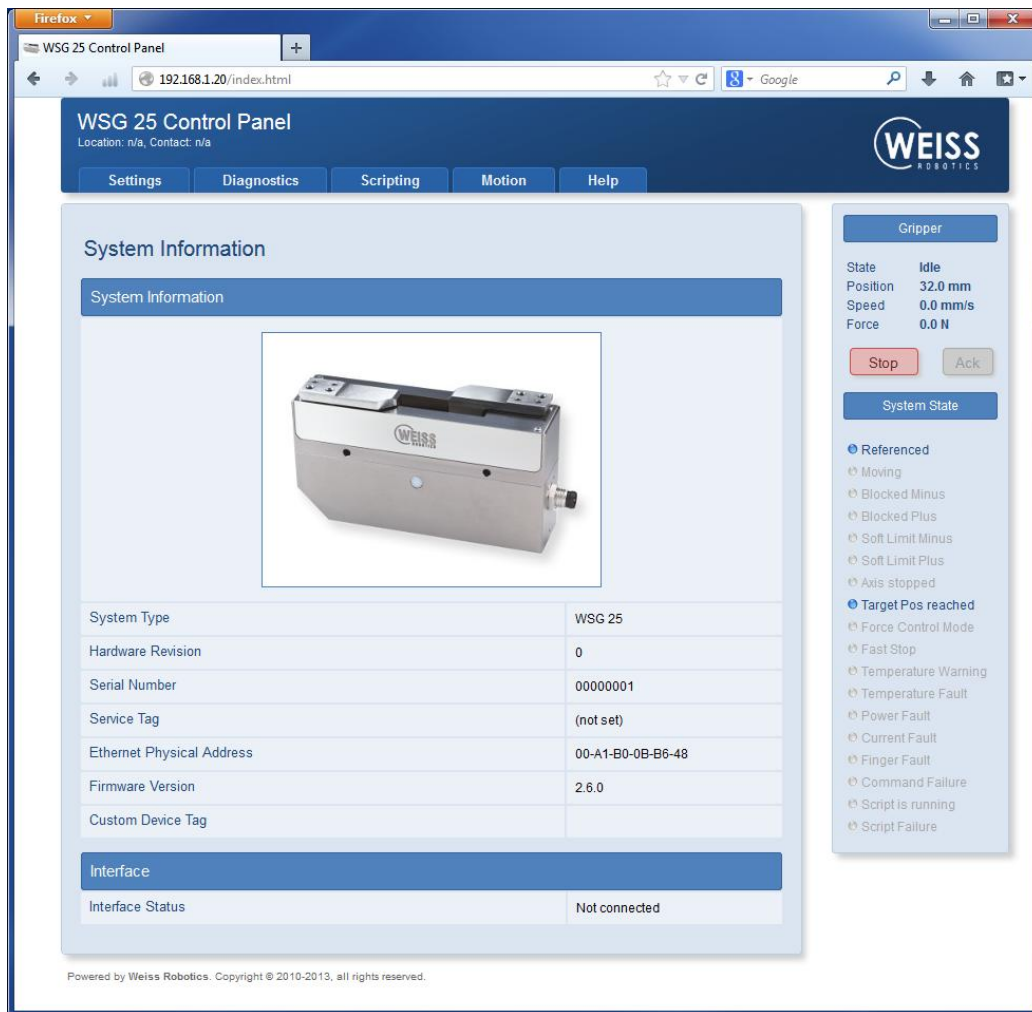 Firefox
WSG 25 Control Panel
192.168.1.20/index.html
Google
WSG 25 Control Panel
Location: n/a, Contact: n/a
WEISS
ROBOTICS
Settings Diagnostics Scripting Motion Help
System Information
System Information
WEISS
ROBOTICS
System Type WSG 25
Hardware Revision 0
Serial Number 00000001
Service Tag (not set)
Ethernet Physical Address 00-A1-B0-0B-B6-48
Firmware Version 2.6.0
Custom Device Tag
Interface
Interface Status Not connected
Gripper
State Idle
Position 32.0 mm
Speed 0.0 mm/s
Force 0.0 N
Stop Ack
System State
Referenced
Moving
Blocked Minus
Blocked Plus
Soft Limit Minus
Soft Limit Plus
Axis stopped
Target Pos reached
Force Control Mode
Fast Stop
Temperature Warning
Temperature Fault
Power Fault
Current Fault
Finger Fault
Command Failure
Script is running
Script Failure
Powered by Weiss Robotics. Copyright © 2010-2013, all rights reserved.